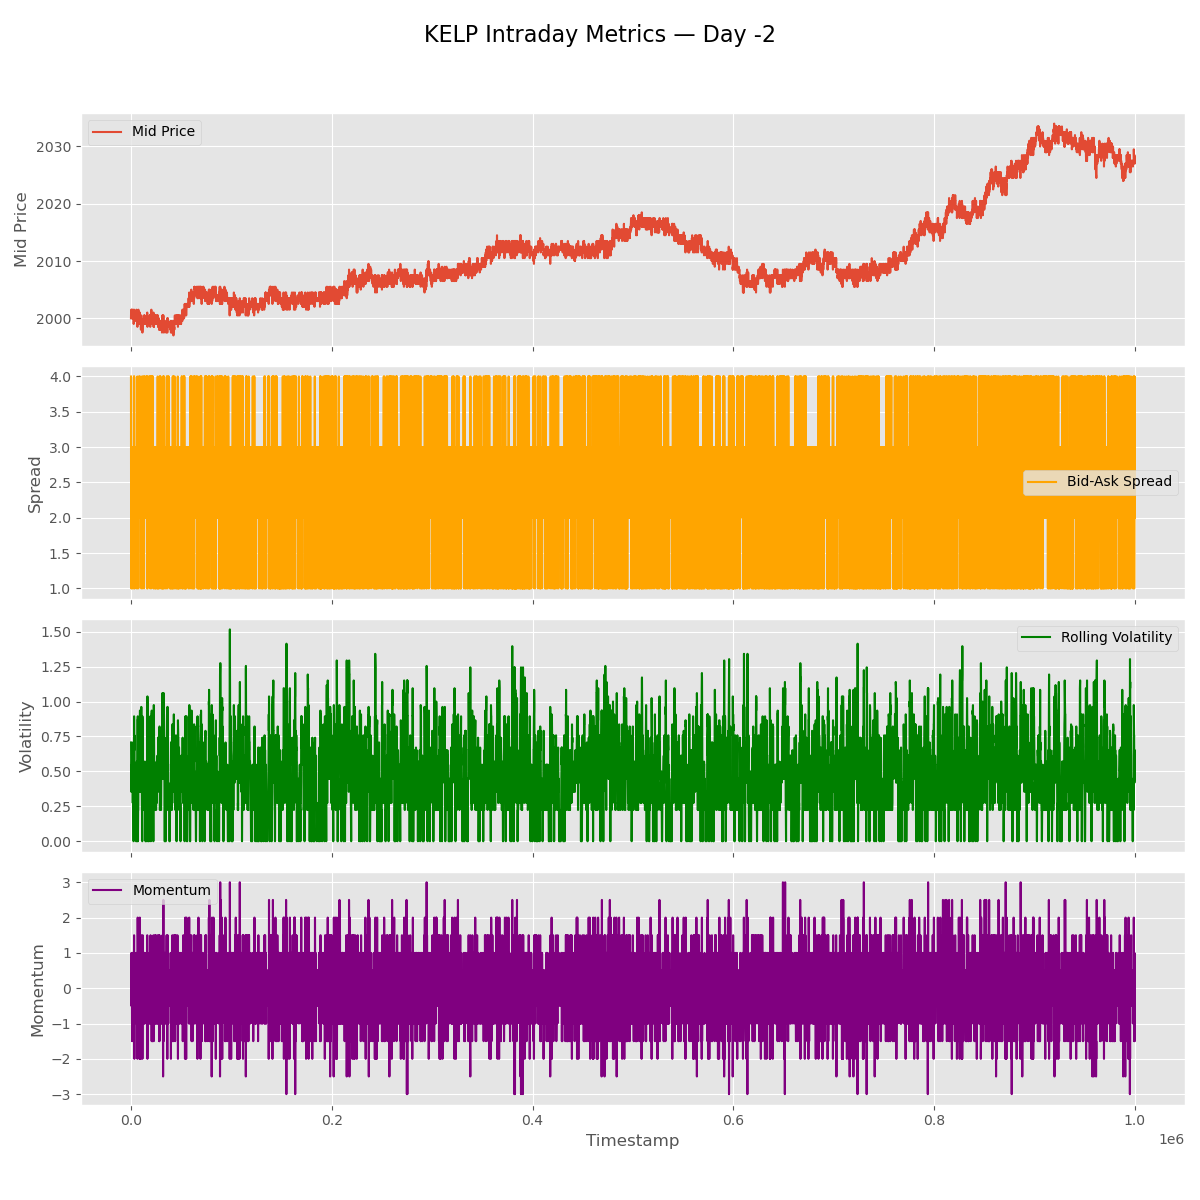 KELP Intraday Metrics — Day -2
Mid Price
Mid Price
2030
2020
2010
2000
Bid-Ask Spread
Spread
4.0
3.5
3.0
2.5
2.0
1.5
1.0
Rolling Volatility
Volatility
1.50
1.25
1.00
0.75
0.50
0.25
0.00
Momentum
Momentum
3
2
1
0
−1
−2
−3
0.0 0.2 0.4 0.6 0.8 1.0
Timestamp
1e6